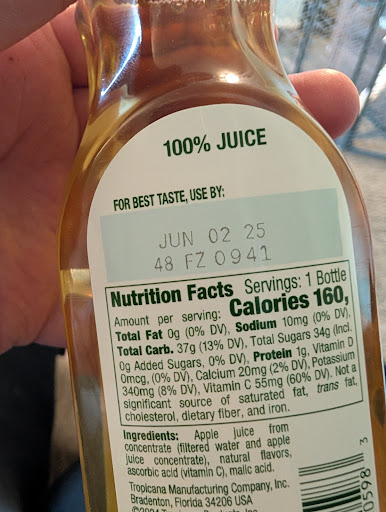 100% JUICE
FOR BEST TASTE, USE BY:
JUN 02 25
48 FZ 0941
Nutrition Facts Servings: 1 Bottle
Amount per serving: Calories 160,
Total Fat 0g (0% DV), Sodium 10mg (0% DV),
Total Carb. 37g (13% DV), Total Sugars 34g (Incl.
0g Added Sugars, 0% DV), Protein 1g, Vitamin D
0mcg, (0% DV), Calcium 20mg (2% DV), Potassium
340mg (8% DV), Vitamin C 55mg (60% DV). Not a
significant source of saturated fat, trans fat,
cholesterol, dietary fiber, and iron.
Ingredients: Apple juice from
concentrate (filtered water and apple
juice concentrate), natural flavors,
ascorbic acid (vitamin C), malic acid.
Tropicana Manufacturing Company, Inc.
Bradenton, Florida 34206 USA